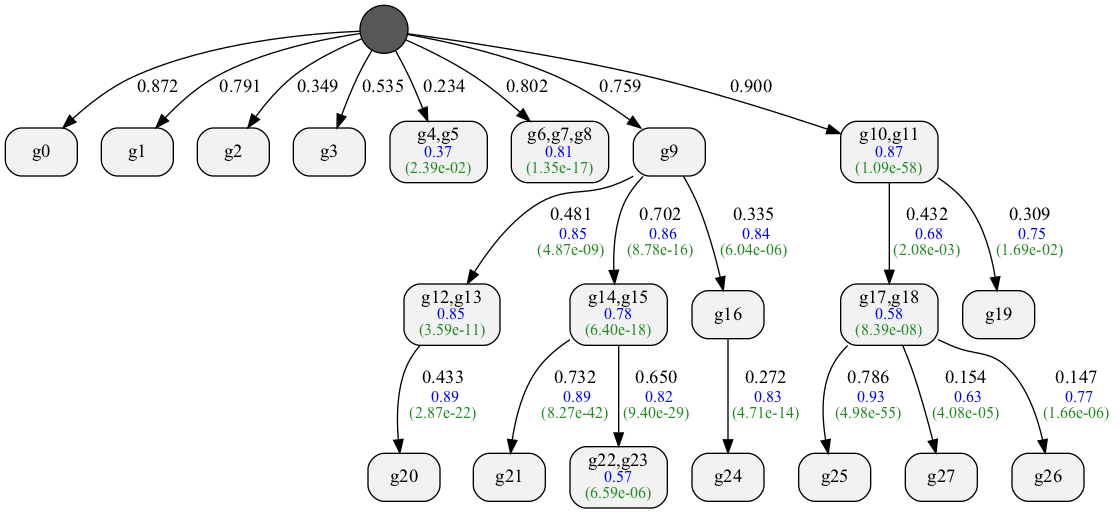 0.872
0.791
0.349
0.535
0.234
0.802
0.759
0.900
g0
g1
g2
g3
g4,g5
0.37
(2.39e-02)
g6,g7,g8
0.81
(1.35e-17)
g9
g10,g11
0.87
(1.09e-58)
0.481
0.85
(4.87e-09)
0.702
0.86
(8.78e-16)
0.335
0.84
(6.04e-06)
0.432
0.68
(2.08e-03)
0.309
0.75
(1.69e-02)
g12,g13
0.85
(3.59e-11)
g14,g15
0.78
(6.40e-18)
g16
g17,g18
0.58
(8.39e-08)
g19
0.433
0.89
(2.87e-22)
0.732
0.89
(8.27e-42)
0.650
0.82
(9.40e-29)
0.272
0.83
(4.71e-14)
0.786
0.93
(4.98e-55)
0.154
0.63
(4.08e-05)
0.147
0.77
(1.66e-06)
g20
g21
g22,g23
0.57
(6.59e-06)
g24
g25
g27
g26